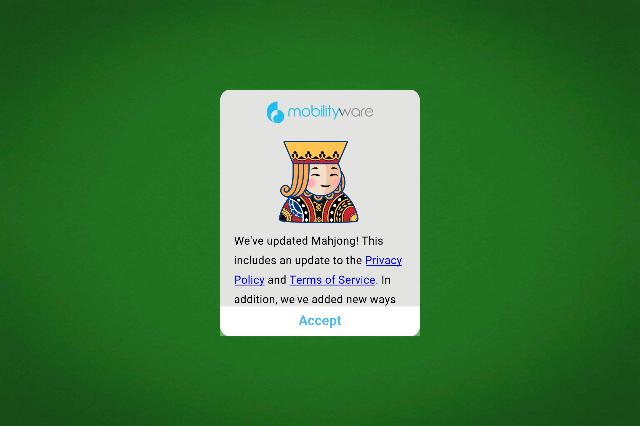 mobilityware
We've updated Mahjong! This
includes an update to the Privacy
Policy and Terms of Service. In
addition, we've added new ways
Accept